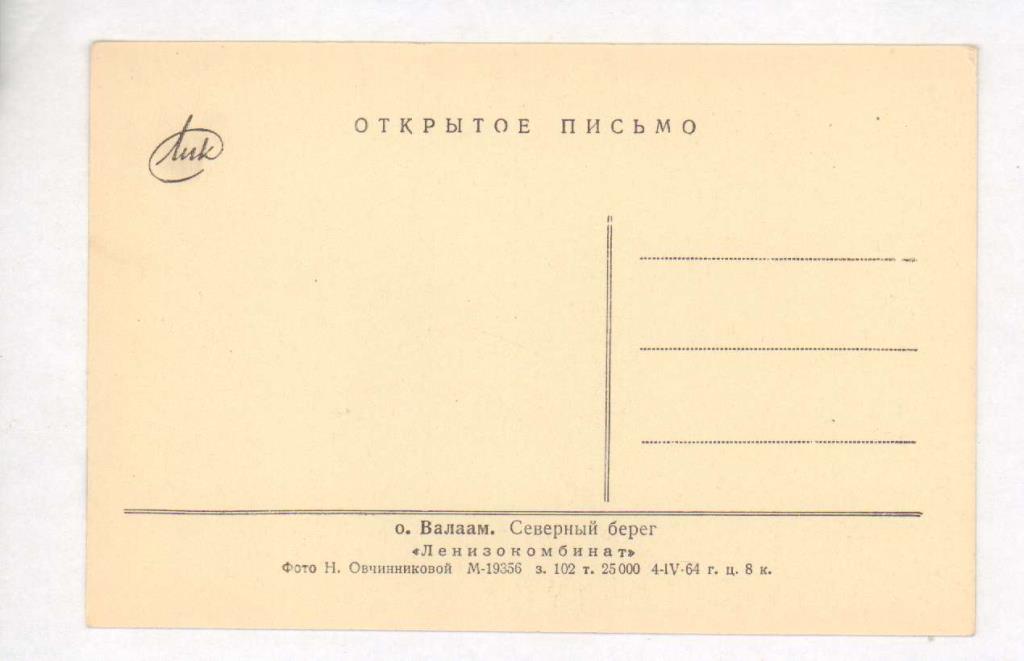 ОТКРЫТОЕ ПИСЬМО
Лик
о. Валаам. Северный берег
«Ленизокомбинат»
Фото Н. Овчинниковой М-19356 з. 102 т. 25000 4-IV-64 г. ц. 8 к.